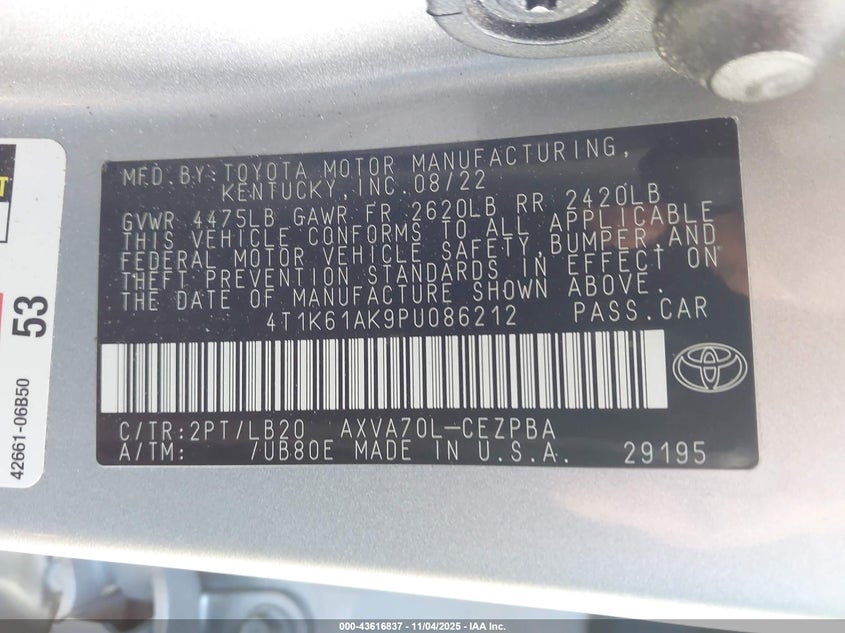 MFD.BY:TOYOTA MOTOR MANUFACTURING,
KENTUCKY,INC.08/22
GVWR 4475LB GAWR FR 2620LB RR 2420LB
THIS VEHICLE CONFORMS TO ALL APPLICABLE
FEDERAL MOTOR VEHICLE SAFETY,BUMPER,AND
THEFT PREVENTION STANDARDS IN EFFECT ON
THE DATE OF MANUFACTURE SHOWN ABOVE.
4T1K61AK9PU086212 PASS.CAR
C/TR:2PT/LB20 AXVA70L-CEZPBA
A/TM: /UB80E MADE IN U.S.A. 29195
53
42661-06B50
000-43616837 - 11/04/2025 - IAA Inc.